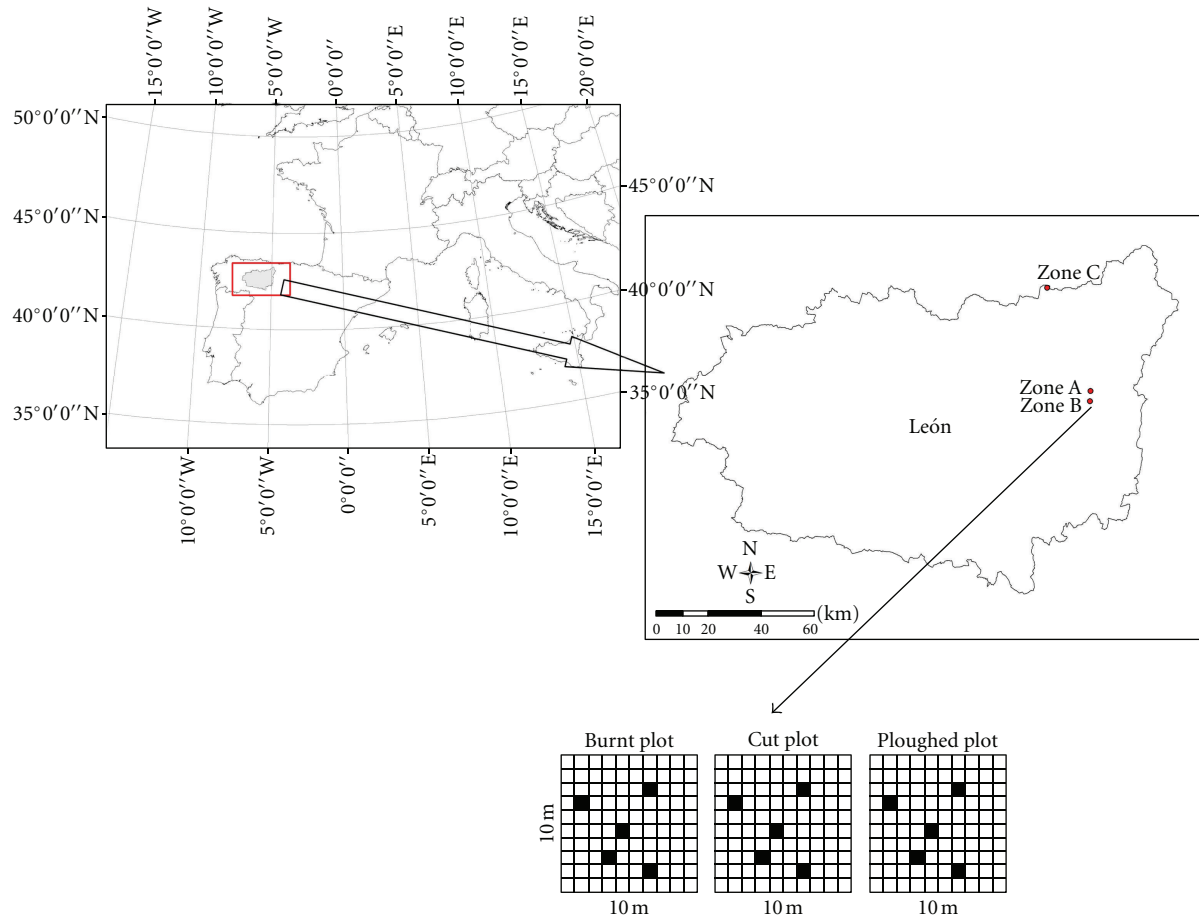 15°0′0″W
10°0′0″W
5°0′0″W
0°0′0″
5°0′0″E
10°0′0″E
15°0′0″E
20°0′0″E
50°0′0″N
45°0′0″N
40°0′0″N
35°0′0″N
45°0′0″N
40°0′0″N
35°0′0″N
10°0′0″W
5°0′0″W
0°0′0″
5°0′0″E
10°0′0″E
15°0′0″E
Zone C
Zone A
Zone B
León
N
W E
S
(km)
0 10 20 40 60
Burnt plot Cut plot Ploughed plot
10 m
10 m 10 m 10 m